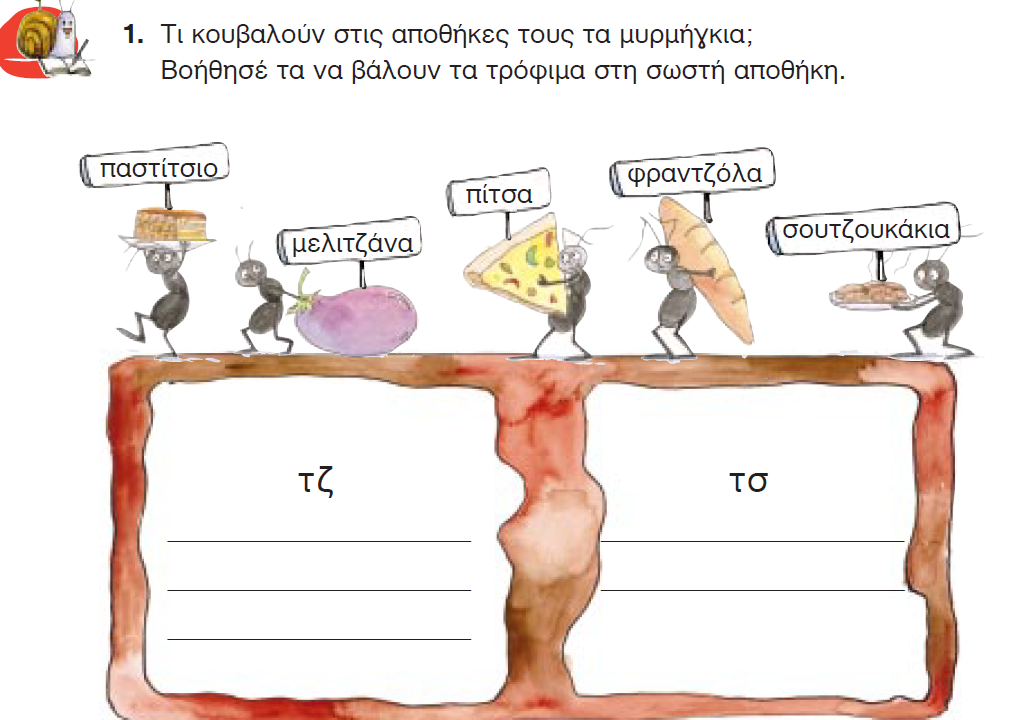 1. Τι κουβαλούν στις αποθήκες τους τα μυρμήγκια;
Βοήθησέ τα να βάλουν τα τρόφιμα στη σωστή αποθήκη.
παστίτσιο
μελιτζάνα
πίτσα
φραντζόλα
σουτζουκάκια
τζ
τσ